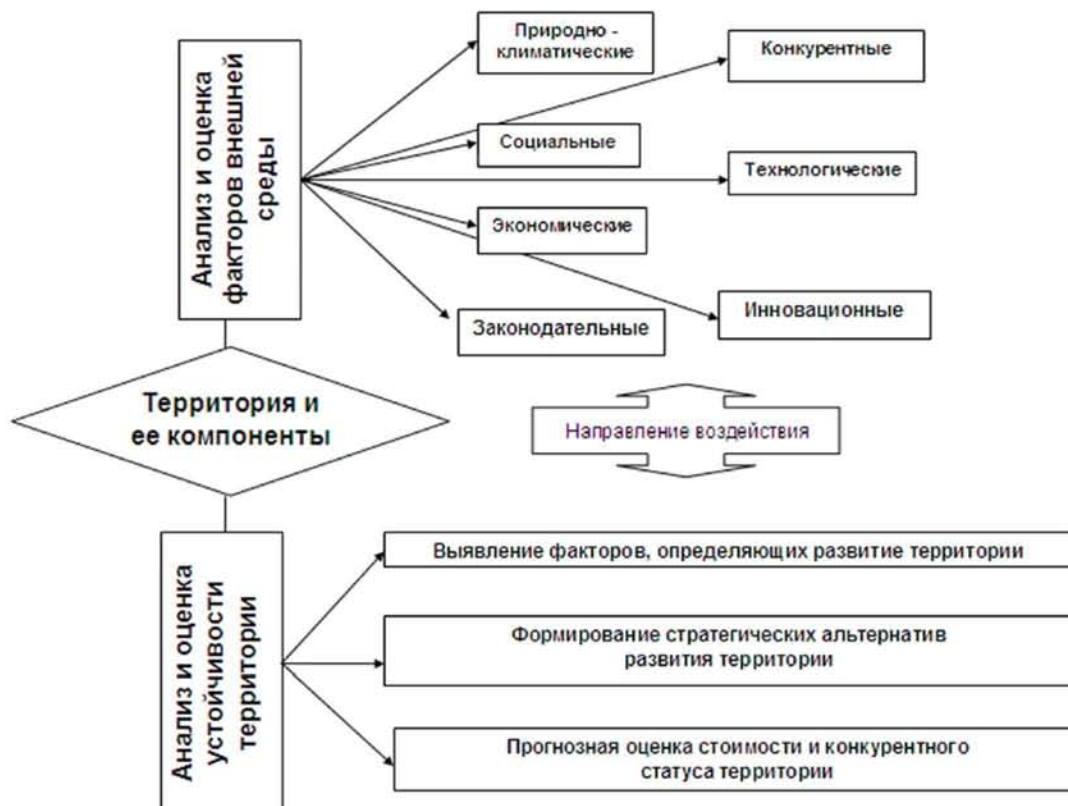 Анализ и оценка
факторов внешней
среды
Природно -
климатические
Конкурентные
Социальные
Технологические
Экономические
Инновационные
Законодательные
Территория и
ее компоненты
Направление воздействия
Анализ и оценка
устойчивости
территории
Выявление факторов, определяющих развитие территории
Формирование стратегических альтернатив
развития территории
Прогнозная оценка стоимости и конкурентного
статуса территории